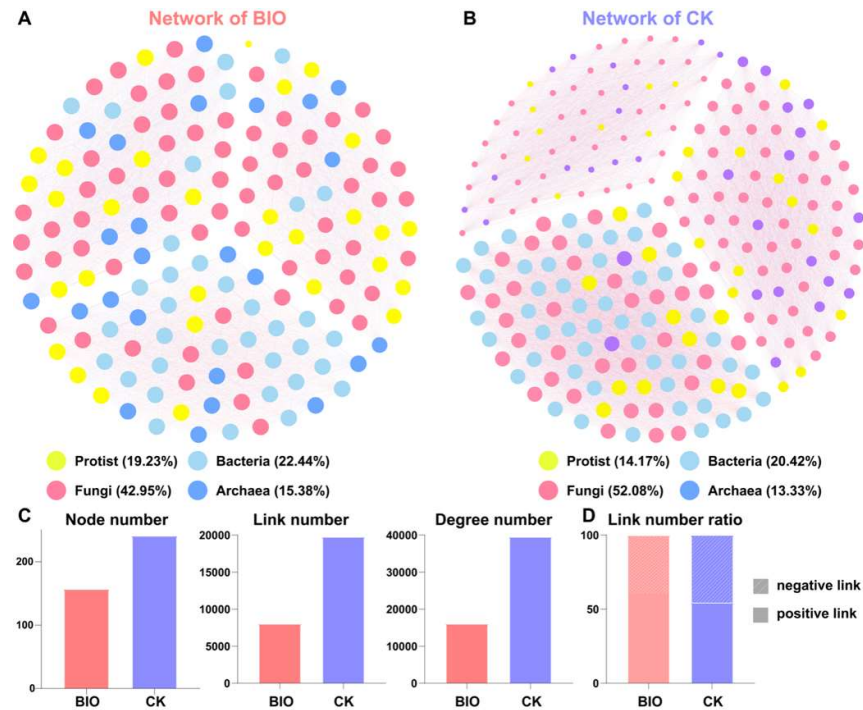 A
Network of BIO
B
Network of CK
Protist (19.23%)
Bacteria (22.44%)
Fungi (42.95%)
Archaea (15.38%)
Protist (14.17%)
Bacteria (20.42%)
Fungi (52.08%)
Archaea (13.33%)
C
Node number
200
100
0
BIO
CK
Link number
20000
15000
10000
5000
0
BIO
CK
Degree number
40000
30000
20000
10000
0
BIO
CK
D
Link number ratio
100
50
0
BIO
CK
negative link
positive link